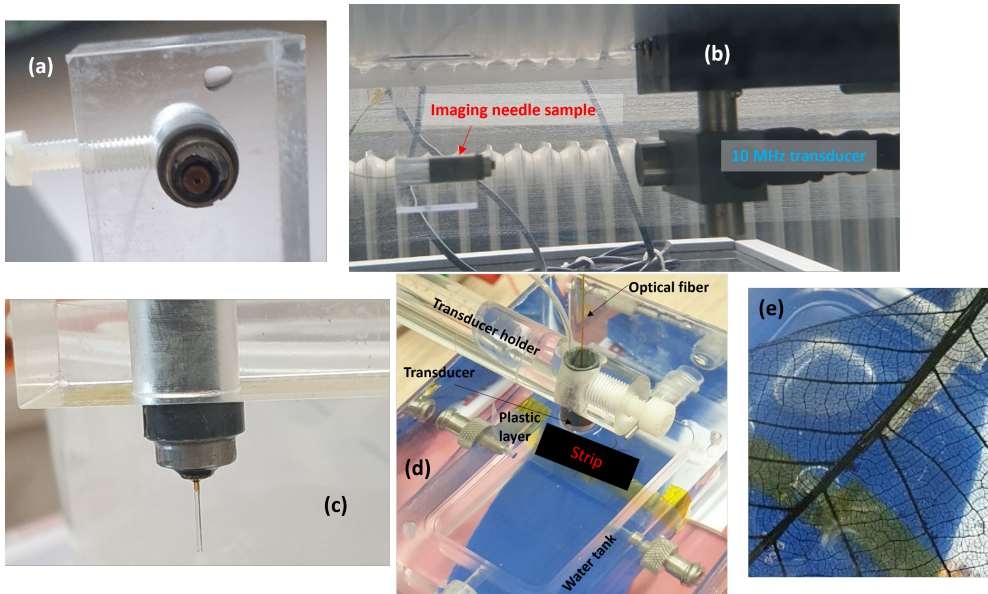 (a)
(b)
Imaging needle sample
10 MHz transducer
(c)
Optical fiber
Transducer holder
Transducer
Plastic
layer
(d)
Strip
Water tank
(e)